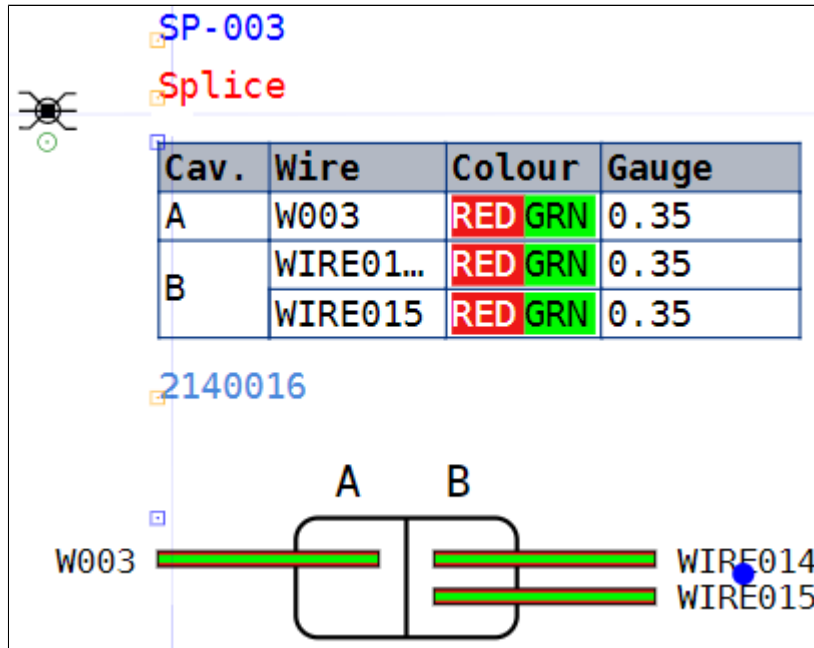 SP-003
Splice
Cav. Wire Colour Gauge
A W003 RED GRN 0.35
B WIRE01… RED GRN 0.35
WIRE015 RED GRN 0.35
2140016
A B
W003 WIRE014
WIRE015